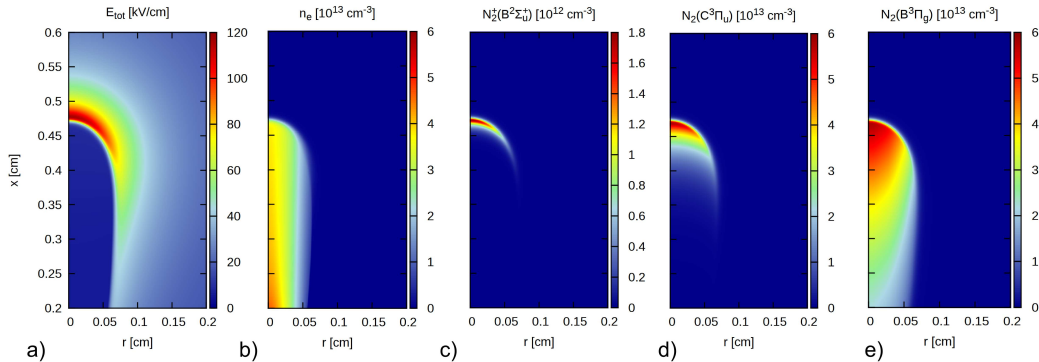 E_tot [kV/cm]
n_e [10^13 cm^-3]
N_2^+(B^2Σ_u^+) [10^12 cm^-3]
N_2(C^3Π_u) [10^13 cm^-3]
N_2(B^3Π_g) [10^13 cm^-3]
x [cm]
0.6
0.55
0.5
0.45
0.4
0.35
0.3
0.25
0.2
0 0.05 0.1 0.15 0.2
r [cm]
120
100
80
60
40
20
0
a)
0 0.05 0.1 0.15 0.2
r [cm]
6
5
4
3
2
1
0
b)
0 0.05 0.1 0.15 0.2
r [cm]
1.8
1.6
1.4
1.2
1
0.8
0.6
0.4
0.2
0
c)
0 0.05 0.1 0.15 0.2
r [cm]
6
5
4
3
2
1
0
d)
0 0.05 0.1 0.15 0.2
r [cm]
6
5
4
3
2
1
0
e)